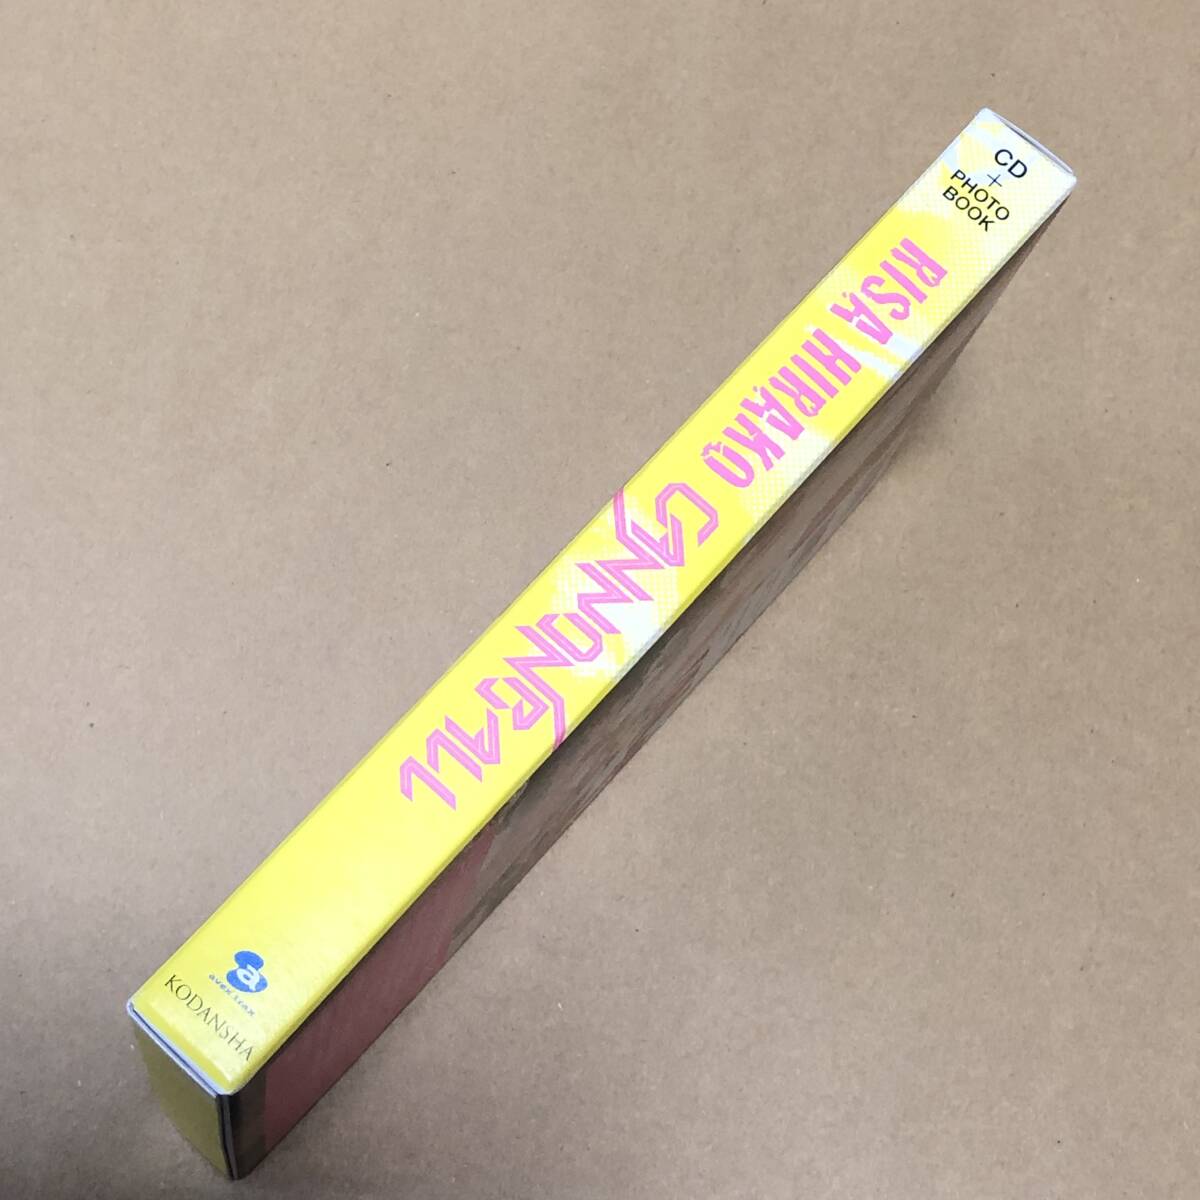 CD
+
PHOTO
BOOK
RISA HIRAKO
CANNONBALL
a
avex trax
KODANSHA